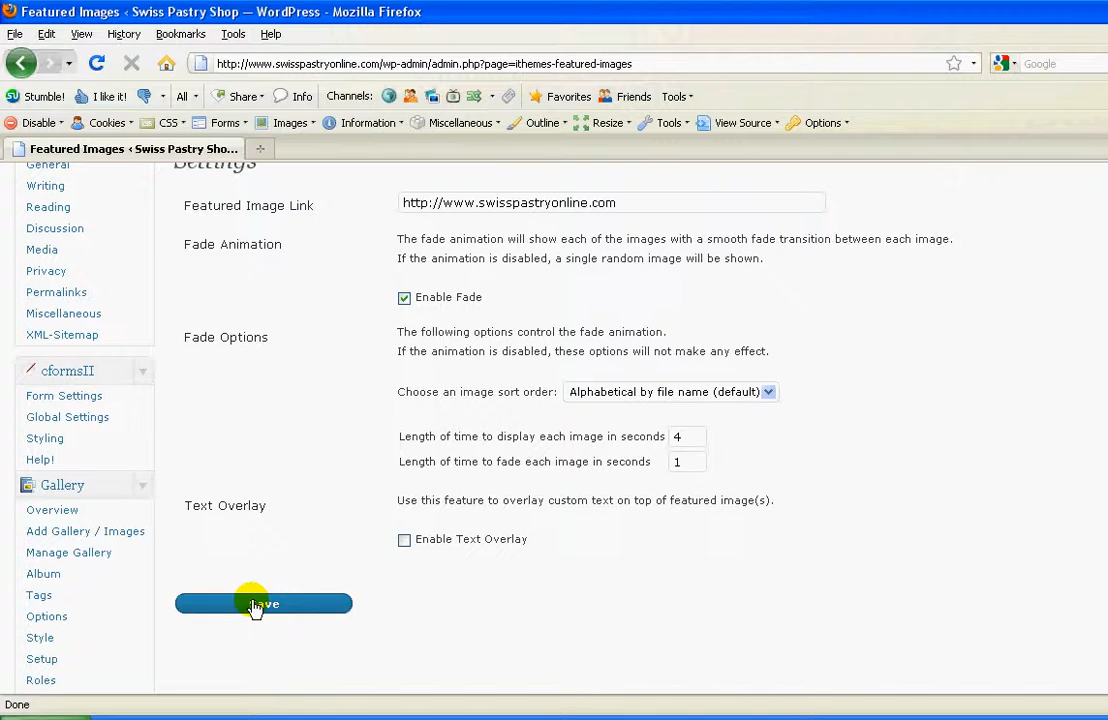 Featured Images ‹ Swiss Pastry Shop — WordPress - Mozilla Firefox
File Edit View History Bookmarks Tools Help
http://www.swisspastryonline.com/wp-admin/admin.php?page=ithemes-featured-images Google
Stumble! I like it! All Share Info Channels: Favorites Friends Tools
Disable Cookies CSS Forms Images Information Miscellaneous Outline Resize Tools View Source Options
Featured Images ‹ Swiss Pastry Sho...
General
Settings
Writing
Reading
Discussion
Media
Privacy
Permalinks
Miscellaneous
XML-Sitemap
cformsII
Form Settings
Global Settings
Styling
Help!
Gallery
Overview
Add Gallery / Images
Manage Gallery
Album
Tags
Options
Style
Setup
Roles
Featured Image Link http://www.swisspastryonline.com
Fade Animation The fade animation will show each of the images with a smooth fade transition between each image.
If the animation is disabled, a single random image will be shown.
Enable Fade
Fade Options The following options control the fade animation.
If the animation is disabled, these options will not make any effect.
Choose an image sort order: Alphabetical by file name (default)
Length of time to display each image in seconds 4
Length of time to fade each image in seconds 1
Text Overlay Use this feature to overlay custom text on top of featured image(s).
Enable Text Overlay
Save
Done